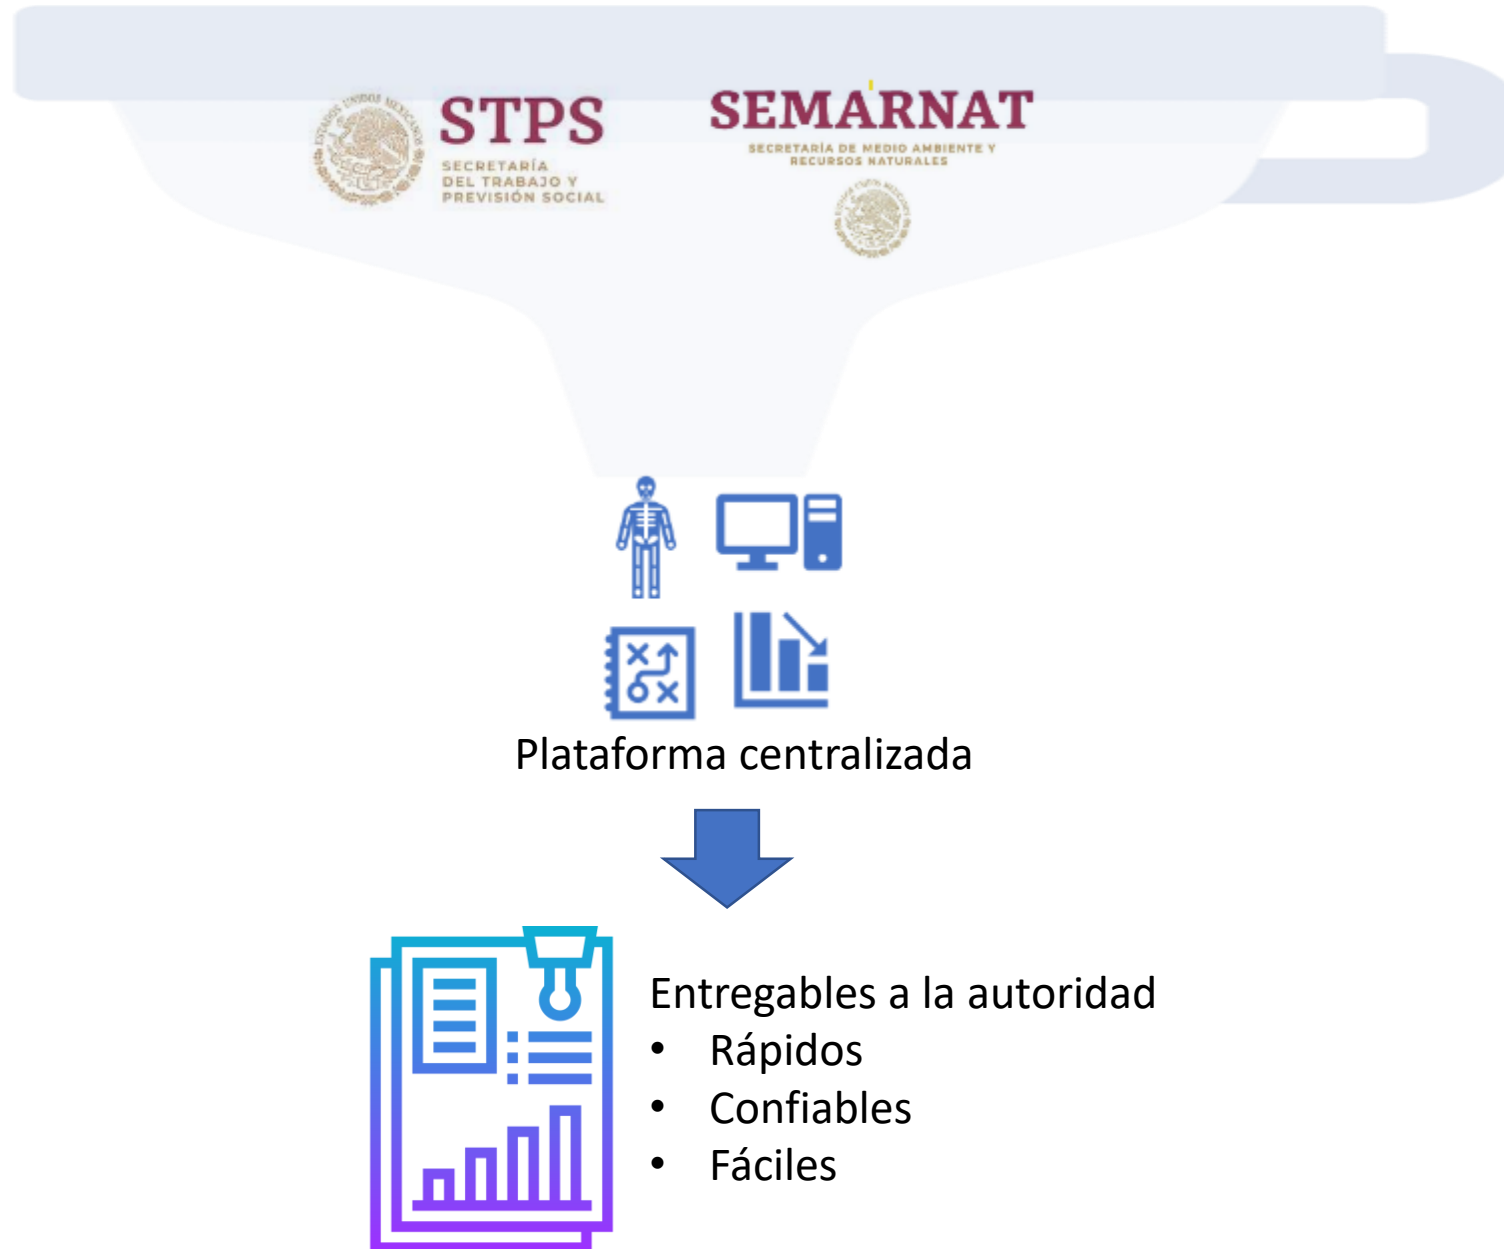 STPS
SECRETARÍA
DEL TRABAJO Y
PREVISIÓN SOCIAL
SEMARNAT
SECRETARÍA DE MEDIO AMBIENTE Y
RECURSOS NATURALES
Plataforma centralizada
Entregables a la autoridad
• Rápidos
• Confiables
• Fáciles